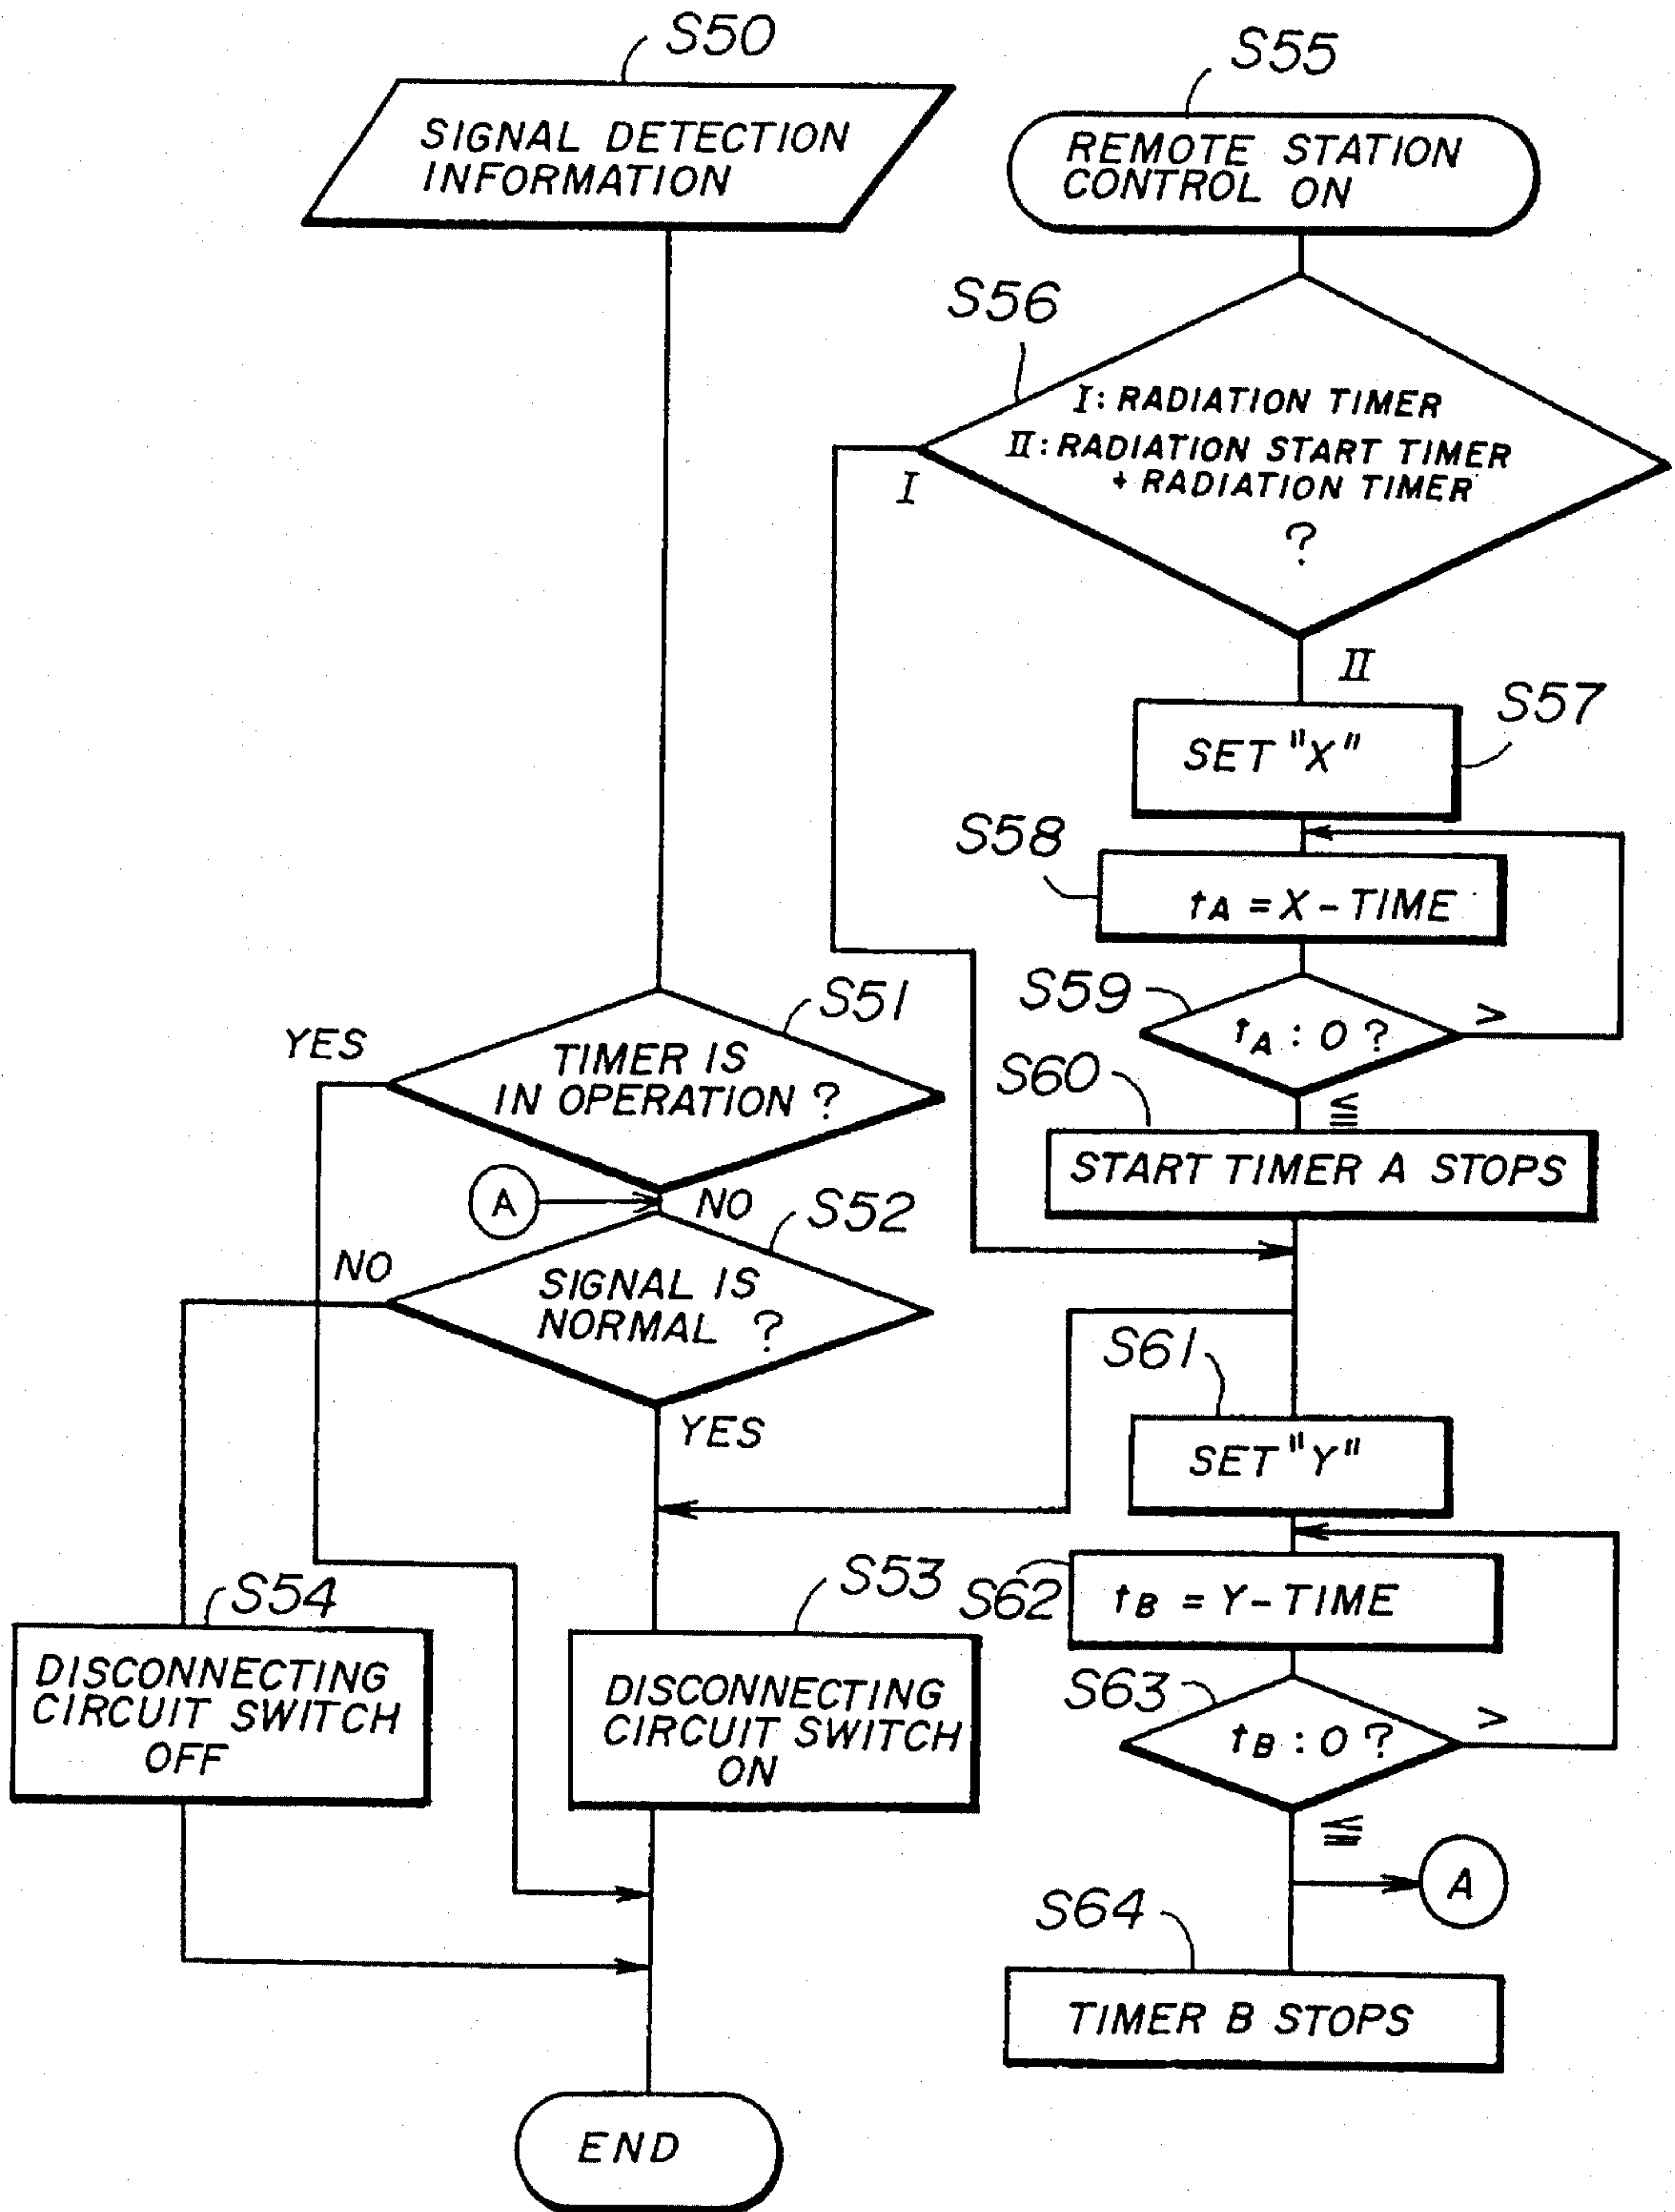 S50
SIGNAL DETECTION
INFORMATION
S55
REMOTE STATION
CONTROL ON
S56
I: RADIATION TIMER
II: RADIATION START TIMER
+ RADIATION TIMER
?
I
II
S57
SET "X"
S58
tA = X - TIME
S59
tA : 0 ?
>
≦
S60
START TIMER A STOPS
S51
YES
TIMER IS
IN OPERATION ?
A
NO
S52
NO
SIGNAL IS
NORMAL ?
YES
S61
SET "Y"
S62
tB = Y - TIME
S63
tB : 0 ?
>
≦
A
S64
TIMER B STOPS
S54
DISCONNECTING
CIRCUIT SWITCH
OFF
S53
DISCONNECTING
CIRCUIT SWITCH
ON
END